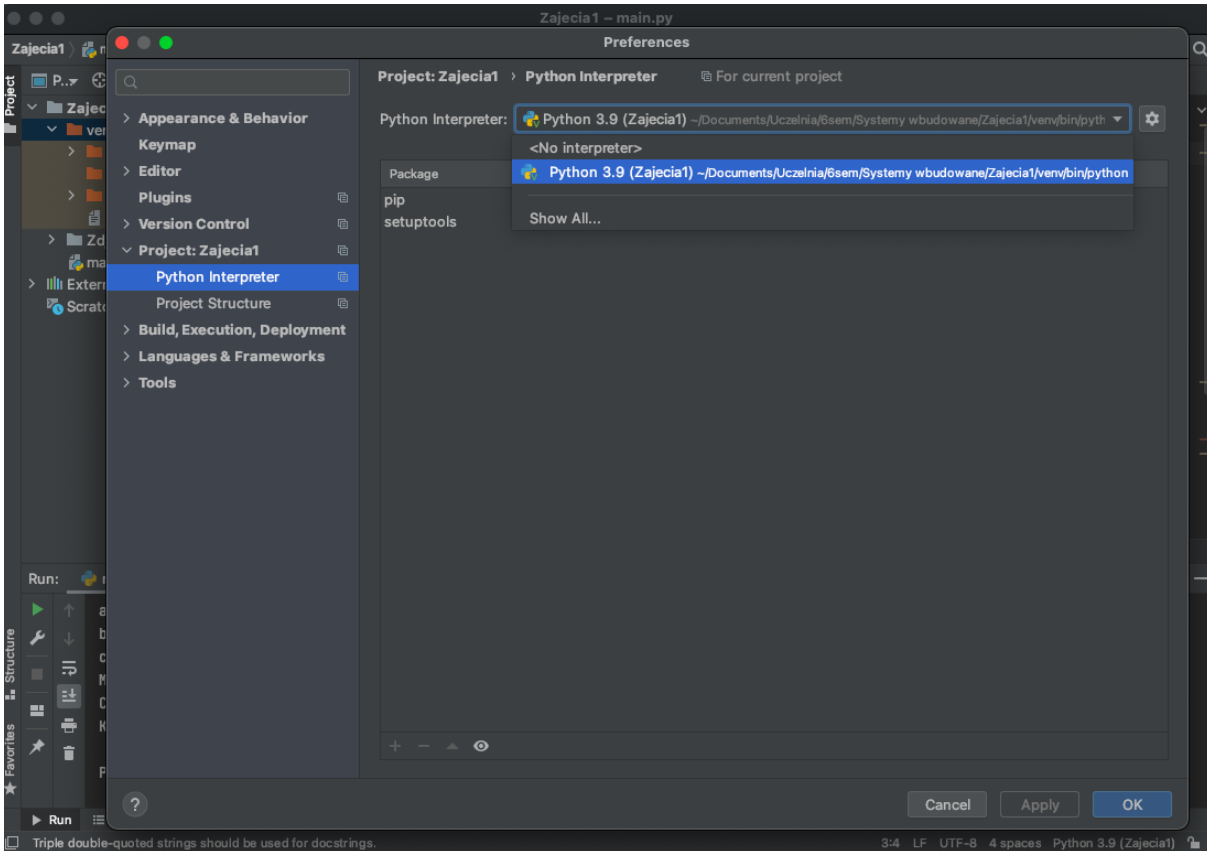 Zajecia1 – main.py
Zajecia1
Preferences
Project
P..
Zajec
ver
Zd
ma
Extern
Scratc
Appearance & Behavior
Keymap
Editor
Plugins
Version Control
Project: Zajecia1
Python Interpreter
Project Structure
Build, Execution, Deployment
Languages & Frameworks
Tools
Project: Zajecia1 › Python Interpreter For current project
Python Interpreter: Python 3.9 (Zajecia1) ~/Documents/Uczelnia/6sem/Systemy wbudowane/Zajecia1/venv/bin/pyth
<No interpreter>
Python 3.9 (Zajecia1) ~/Documents/Uczelnia/6sem/Systemy wbudowane/Zajecia1/venv/bin/python
Show All...
Package
pip
setuptools
Run:
a
b
c
M
C
K
P
Structure
Favorites
? Cancel Apply OK
Run
Triple double-quoted strings should be used for docstrings. 3:4 LF UTF-8 4 spaces Python 3.9 (Zajecia1)